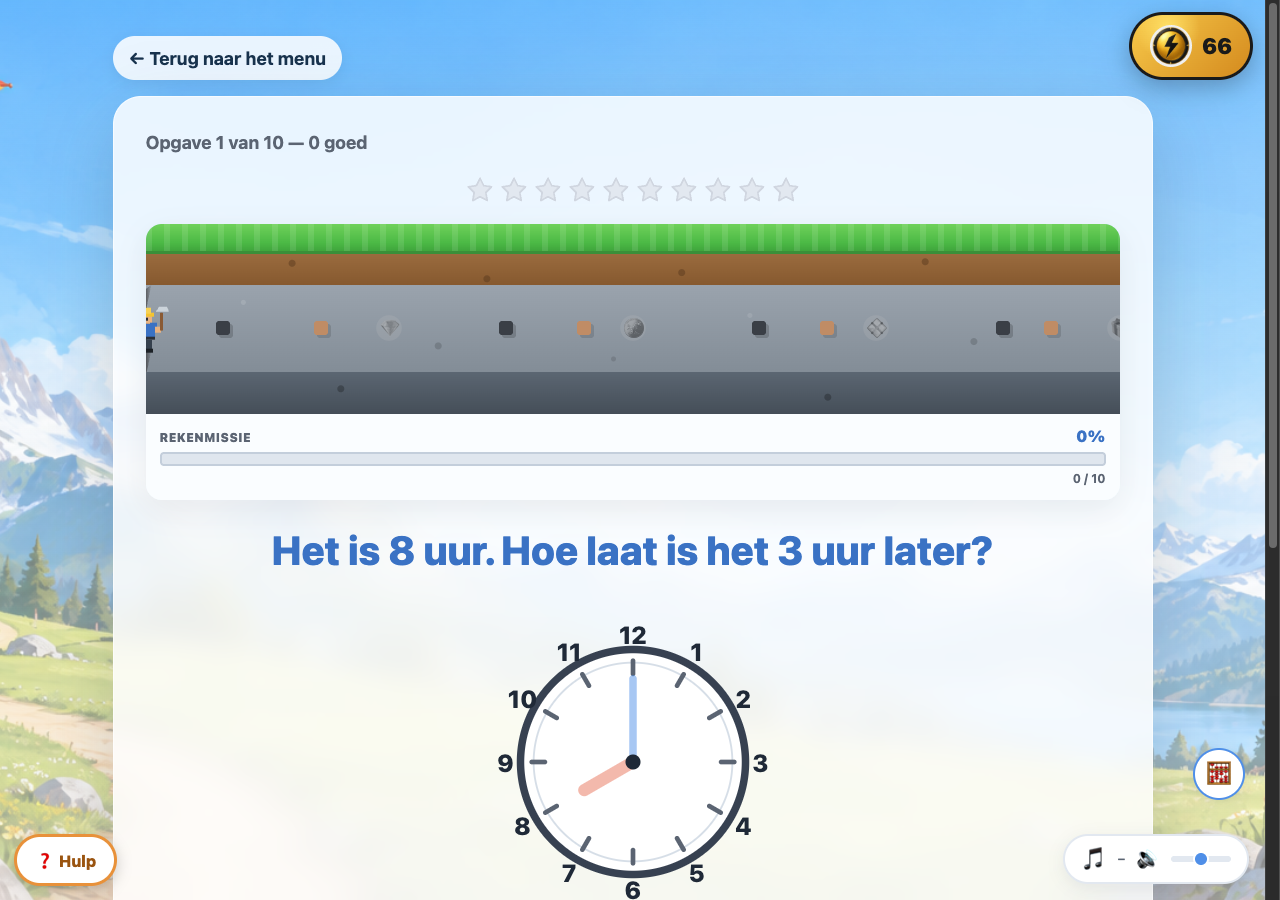 ← Terug naar het menu
66
Opgave 1 van 10 — 0 goed
REKENMISSIE
0%
0 / 10
Het is 8 uur. Hoe laat is het 3 uur later?
12
11
1
10
2
9
3
8
4
7
5
6
❓ Hulp
–